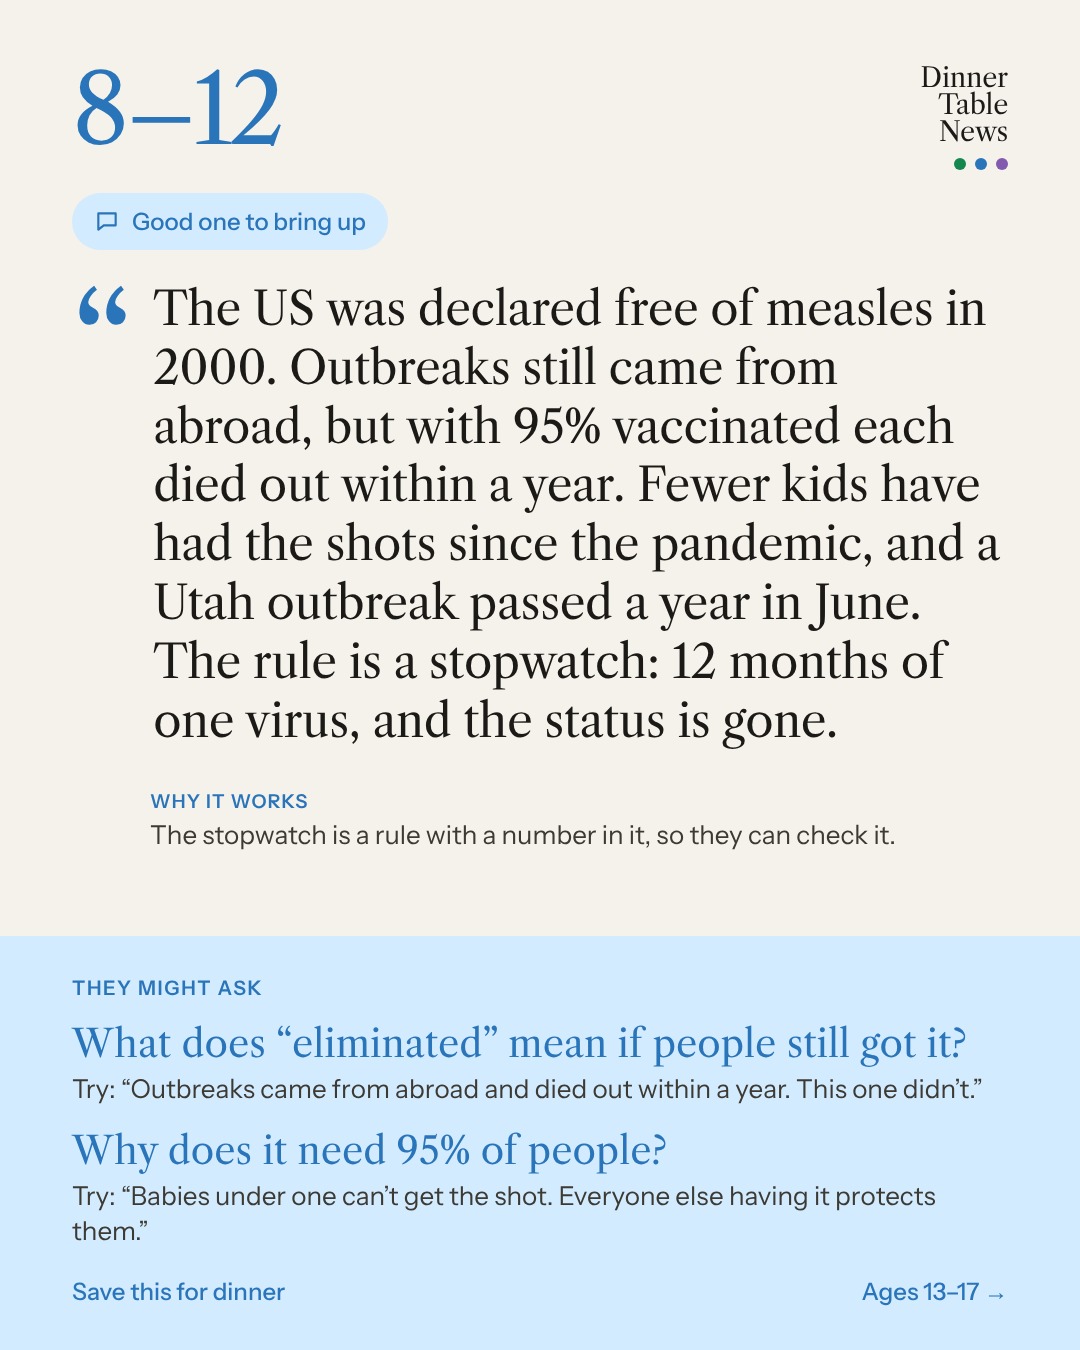 8–12
Dinner
Table
News
Good one to bring up
“ The US was declared free of measles in
2000. Outbreaks still came from
abroad, but with 95% vaccinated each
died out within a year. Fewer kids have
had the shots since the pandemic, and a
Utah outbreak passed a year in June.
The rule is a stopwatch: 12 months of
one virus, and the status is gone.
WHY IT WORKS
The stopwatch is a rule with a number in it, so they can check it.
THEY MIGHT ASK
What does “eliminated” mean if people still got it?
Try: “Outbreaks came from abroad and died out within a year. This one didn’t.”
Why does it need 95% of people?
Try: “Babies under one can’t get the shot. Everyone else having it protects
them.”
Save this for dinner
Ages 13–17 →